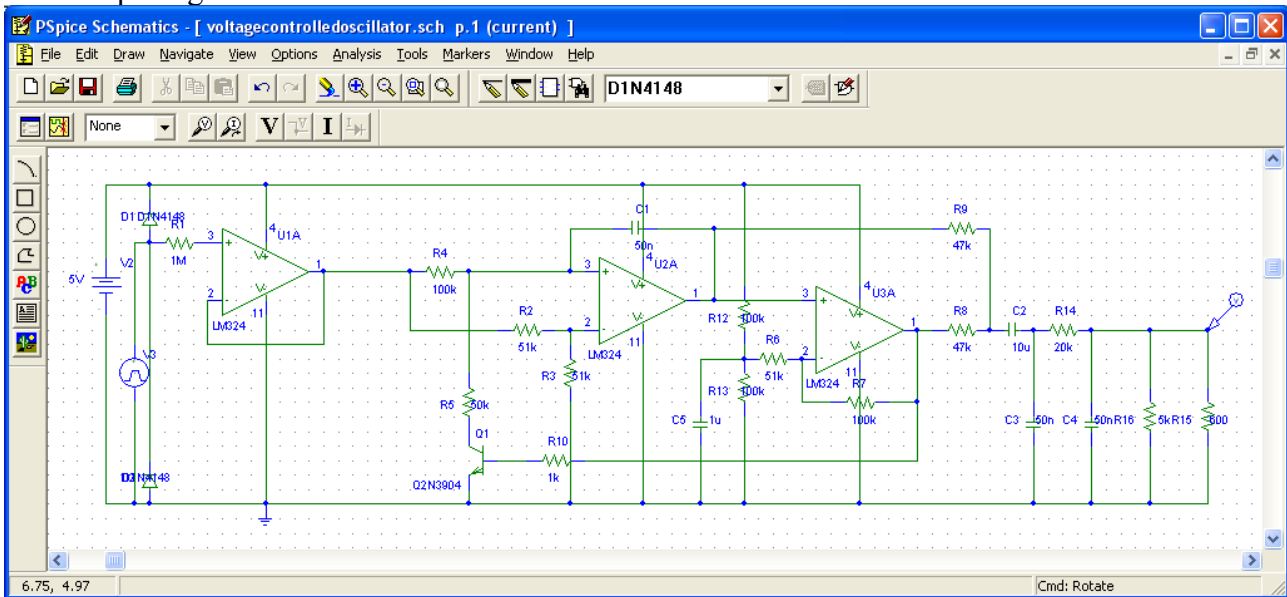 PSpice Schematics - [ voltagecontrolledoscillator.sch p.1 (current) ]
File Edit Draw Navigate View Options Analysis Tools Markers Window Help
D1N4148
None
V I
ABC
D1 D1N4148
R1
1M
3
2
4
U1A
V+
V-
1
11
LM324
5V
V2
V3
D1N4148
R4
100k
R2
51k
R3
51k
R5
50k
Q1
Q2N3904
R10
1k
C1
50n
3
2
4
U2A
V+
V-
1
11
LM324
R12
100k
R6
51k
R13
100k
C5
1u
3
2
4
U3A
V+
V-
1
11
LM324
R7
100k
R9
47k
R8
47k
C2
10u
R14
20k
C3
50n
C4
50n
R16
5k
R15
600
V
6.75, 4.97
Cmd: Rotate